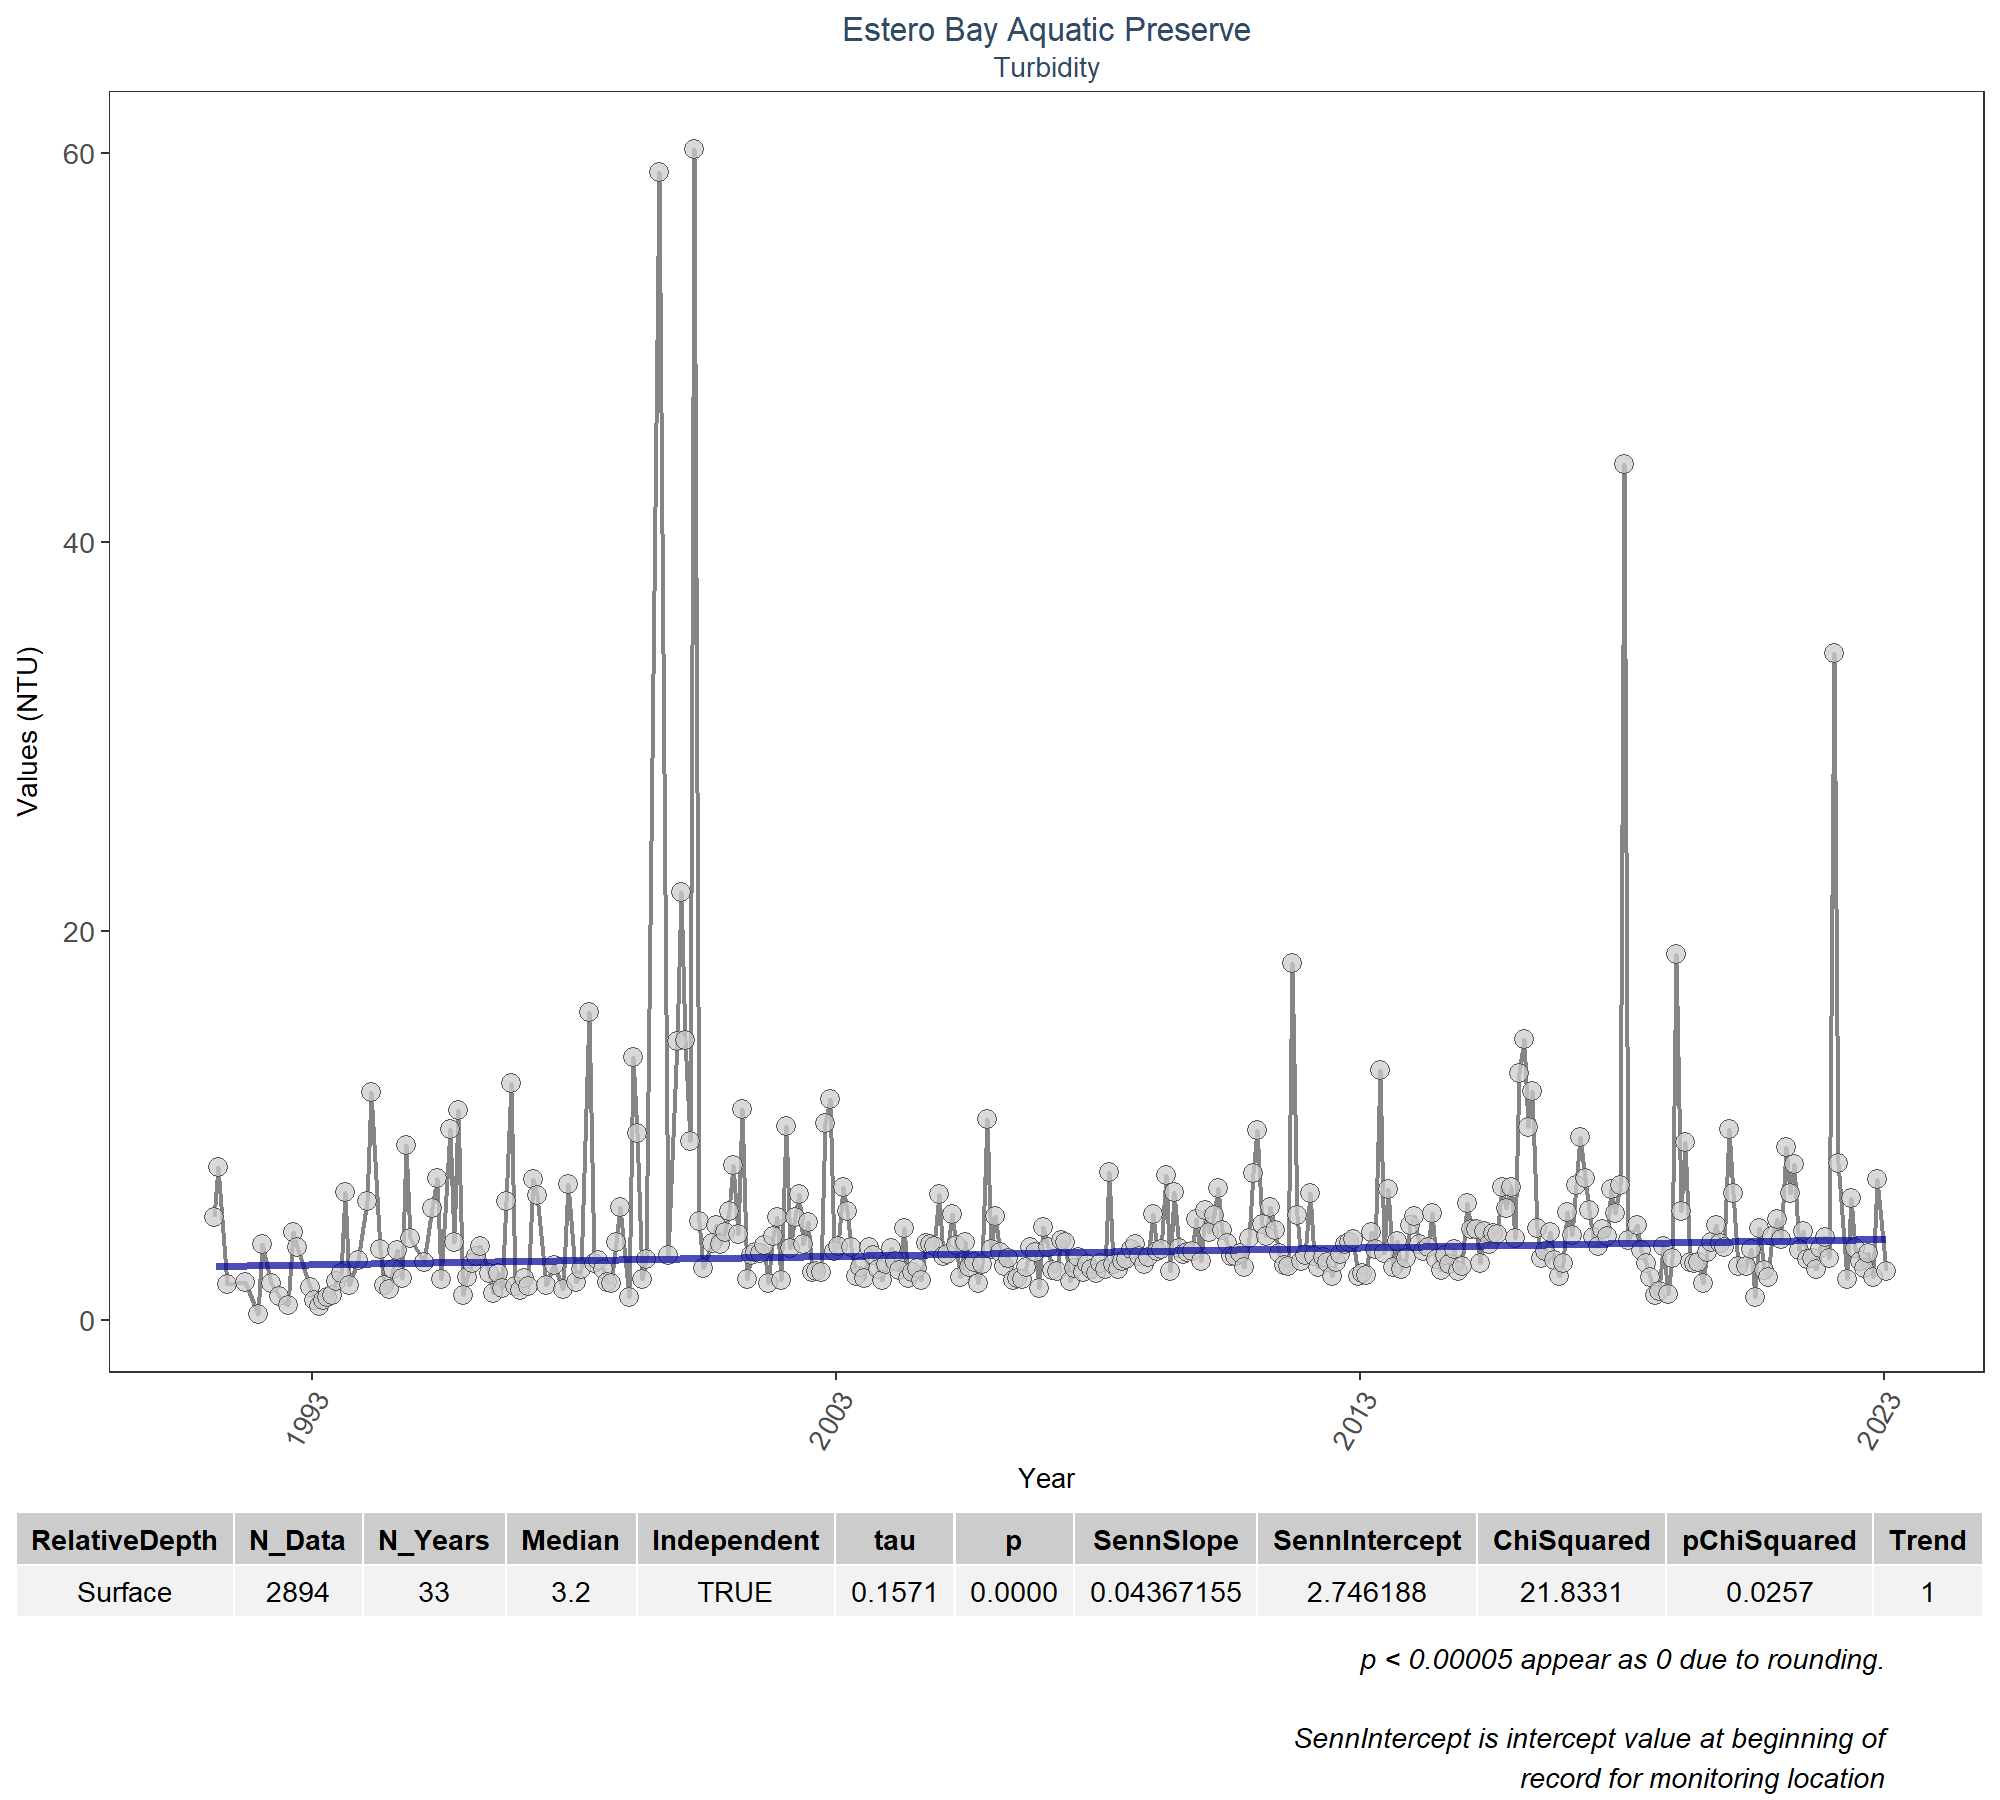 Estero Bay Aquatic Preserve
Turbidity
60
40
20
0
Values (NTU)
1993 2003 2013 2023
Year
RelativeDepth N_Data N_Years Median Independent tau p SennSlope SennIntercept ChiSquared pChiSquared Trend
Surface 2894 33 3.2 TRUE 0.1571 0.0000 0.04367155 2.746188 21.8331 0.0257 1
p < 0.00005 appear as 0 due to rounding.
SennIntercept is intercept value at beginning of
record for monitoring location